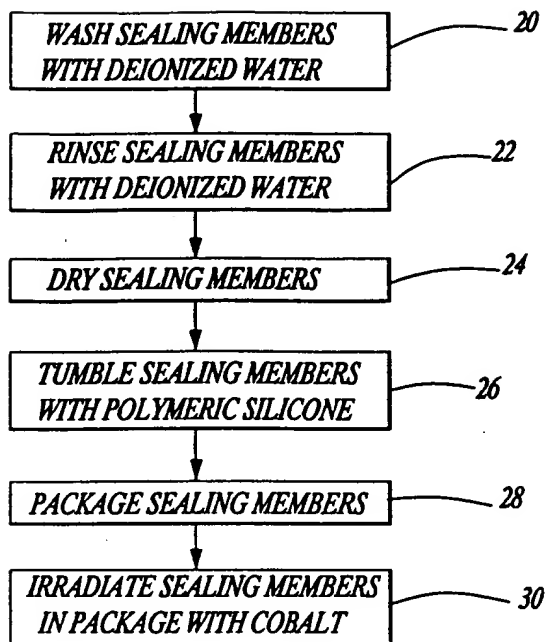 WASH SEALING MEMBERS
WITH DEIONIZED WATER
20
RINSE SEALING MEMBERS
WITH DEIONIZED WATER
22
DRY SEALING MEMBERS
24
TUMBLE SEALING MEMBERS
WITH POLYMERIC SILICONE
26
PACKAGE SEALING MEMBERS
28
IRRADIATE SEALING MEMBERS
IN PACKAGE WITH COBALT
30